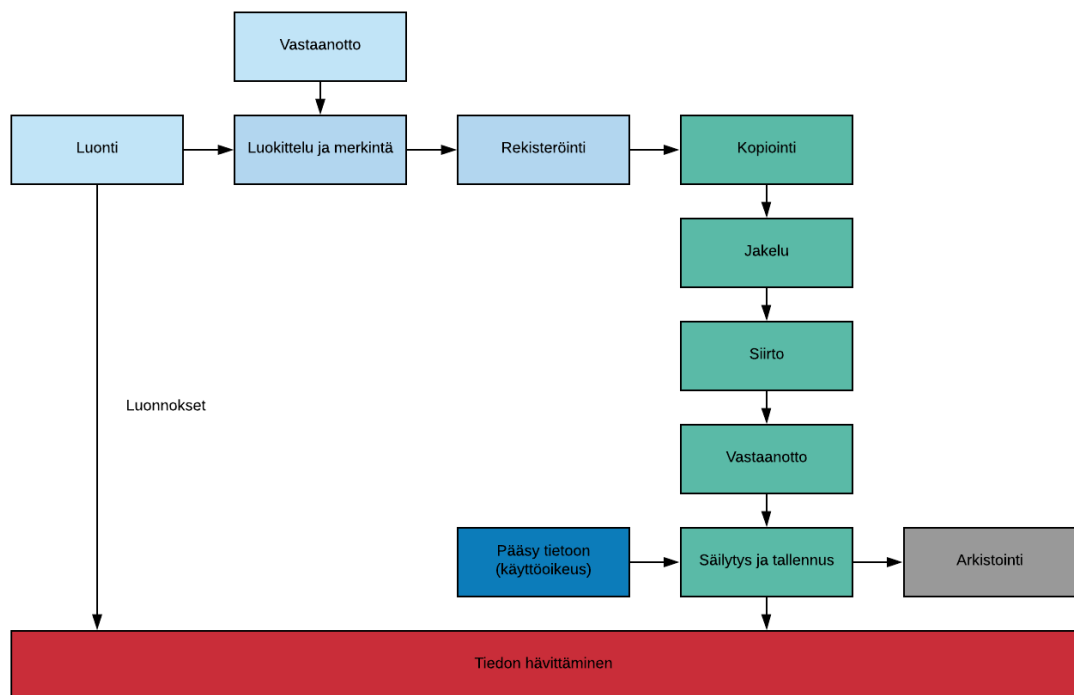 Vastaanotto
Luonti
Luokittelu ja merkintä
Rekisteröinti
Kopiointi
Jakelu
Siirto
Luonnokset
Vastaanotto
Pääsy tietoon
(käyttöoikeus)
Säilytys ja tallennus
Arkistointi
Tiedon hävittäminen